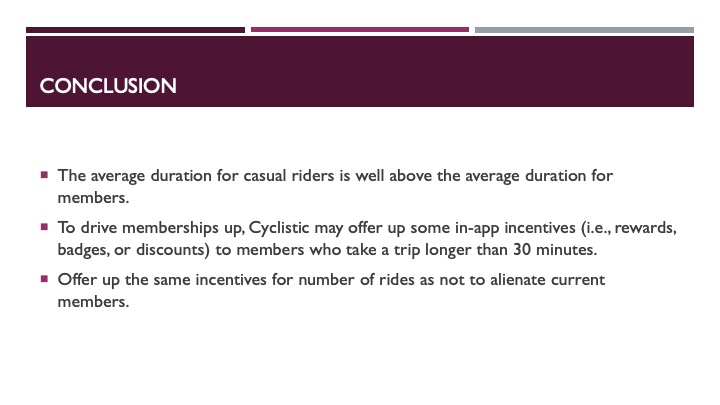 CONCLUSION
The average duration for casual riders is well above the average duration for
members.
To drive memberships up, Cyclistic may offer up some in-app incentives (i.e., rewards,
badges, or discounts) to members who take a trip longer than 30 minutes.
Offer up the same incentives for number of rides as not to alienate current
members.